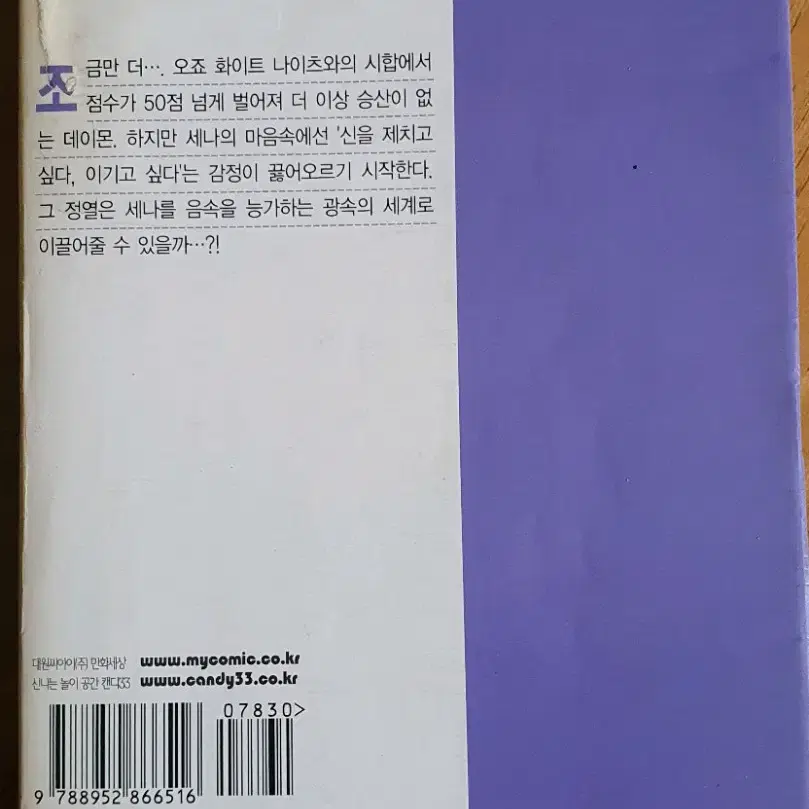 조금만 더…. 오죠 화이트 나이츠와의 시합에서
점수가 50점 넘게 벌어져 더 이상 승산이 없
는 데이몬. 하지만 세나의 마음속에선 '신을 제치고
싶다, 이기고 싶다'는 감정이 끓어오르기 시작한다.
그 정열은 세나를 음속을 능가하는 광속의 세계로
이끌어줄 수 있을까…?!
대원씨아이(주) 만화세상 www.mycomic.co.kr
신나는 놀이 공간 캔디33 www.candy33.co.kr
07830>
9 788952 866516